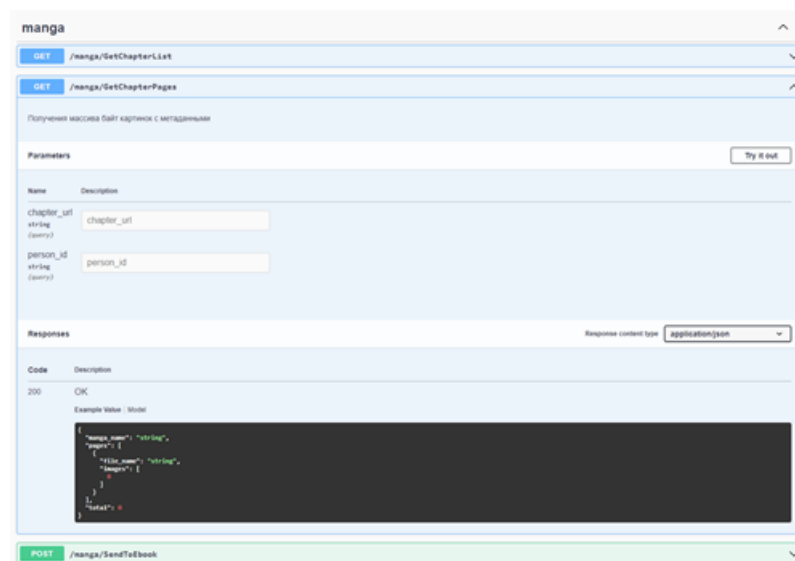 manga
GET /manga/GetChapterList
GET /manga/GetChapterPages
Получения массива байт картинок с метаданными
Parameters
Try it out
Name Description
chapter_url
string
(query)
chapter_url
person_id
string
(query)
person_id
Responses
Response content type application/json
Code Description
200 OK
Example Value | Model
{
"manga_name": "string",
"pages": [
{
"file_name": "string",
"images": [
0
]
}
],
"total": 0
}
POST /manga/SendToEbook